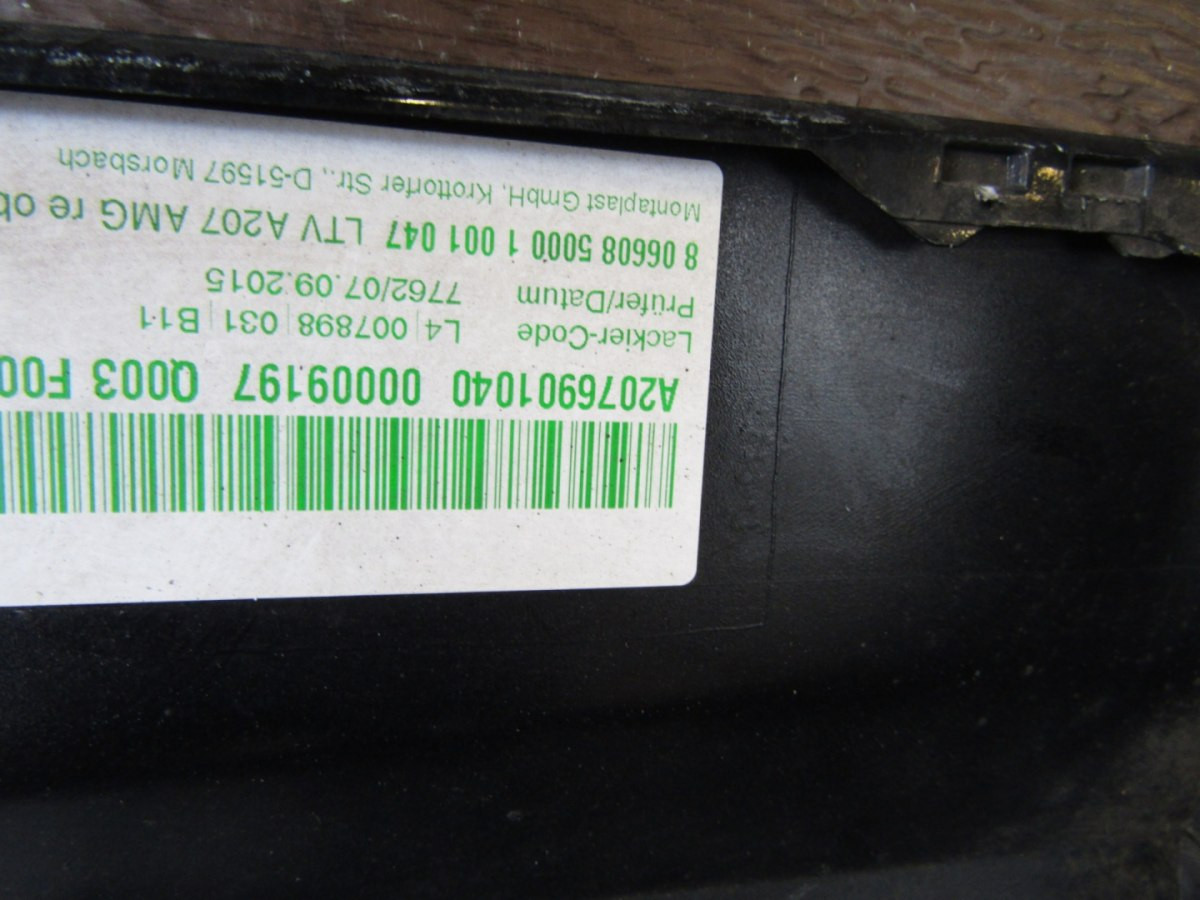 A2076901040 00009197 Q003 F00
Lackier-Code L4 007898 031 B1.1
Prüfer/Datum 7762/07.09.2015
8 06608 5000 1 001 047 LTV A207 AMG re ob
Montaplast GmbH, Krottorfer Str., D-51597 Morsbach